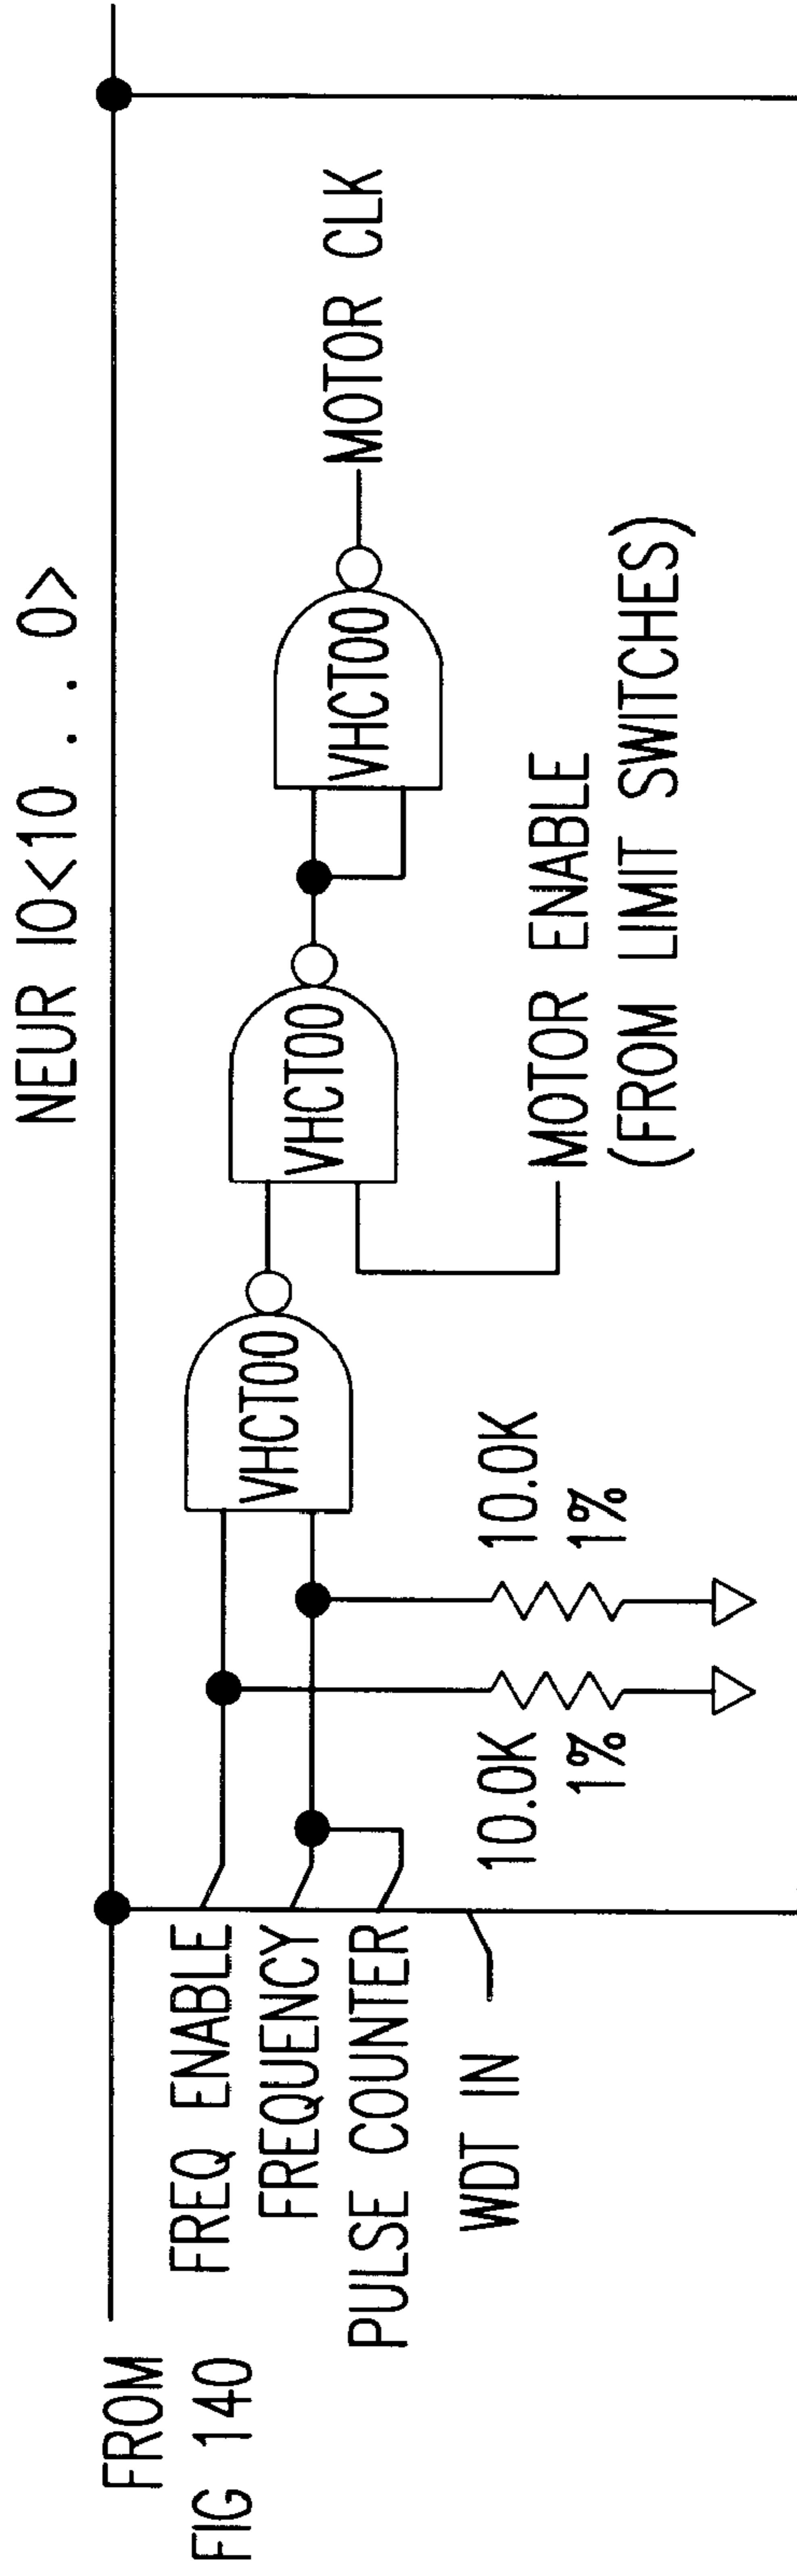 NEUR IO<10 . . 0>
FROM
FIG 140
FREQ ENABLE
FREQUENCY
PULSE COUNTER
WDT IN
VHCT00
VHCT00
VHCT00
MOTOR CLK
10.0K
1%
10.0K
1%
MOTOR ENABLE
(FROM LIMIT SWITCHES)